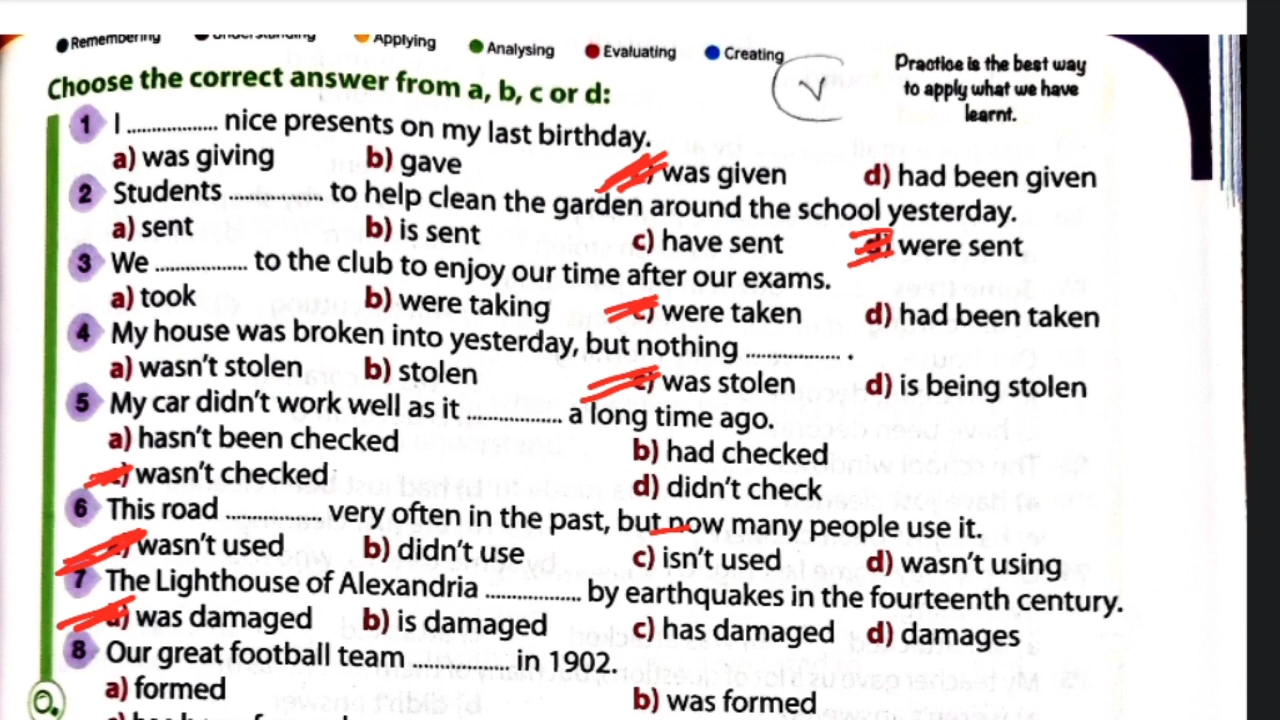 Remembering Understanding Applying Analysing Evaluating Creating
Practice is the best way
to apply what we have
learnt.
Choose the correct answer from a, b, c or d:
1 I .................. nice presents on my last birthday.
a) was giving b) gave c) was given d) had been given
2 Students .................. to help clean the garden around the school yesterday.
a) sent b) is sent c) have sent d) were sent
3 We .................. to the club to enjoy our time after our exams.
a) took b) were taking c) were taken d) had been taken
4 My house was broken into yesterday, but nothing .................. .
a) wasn't stolen b) stolen c) was stolen d) is being stolen
5 My car didn't work well as it .................. a long time ago.
a) hasn't been checked b) had checked
wasn't checked d) didn't check
6 This road .................. very often in the past, but now many people use it.
wasn't used b) didn't use c) isn't used d) wasn't using
7 The Lighthouse of Alexandria .................. by earthquakes in the fourteenth century.
a) was damaged b) is damaged c) has damaged d) damages
8 Our great football team .................. in 1902.
a) formed b) was formed